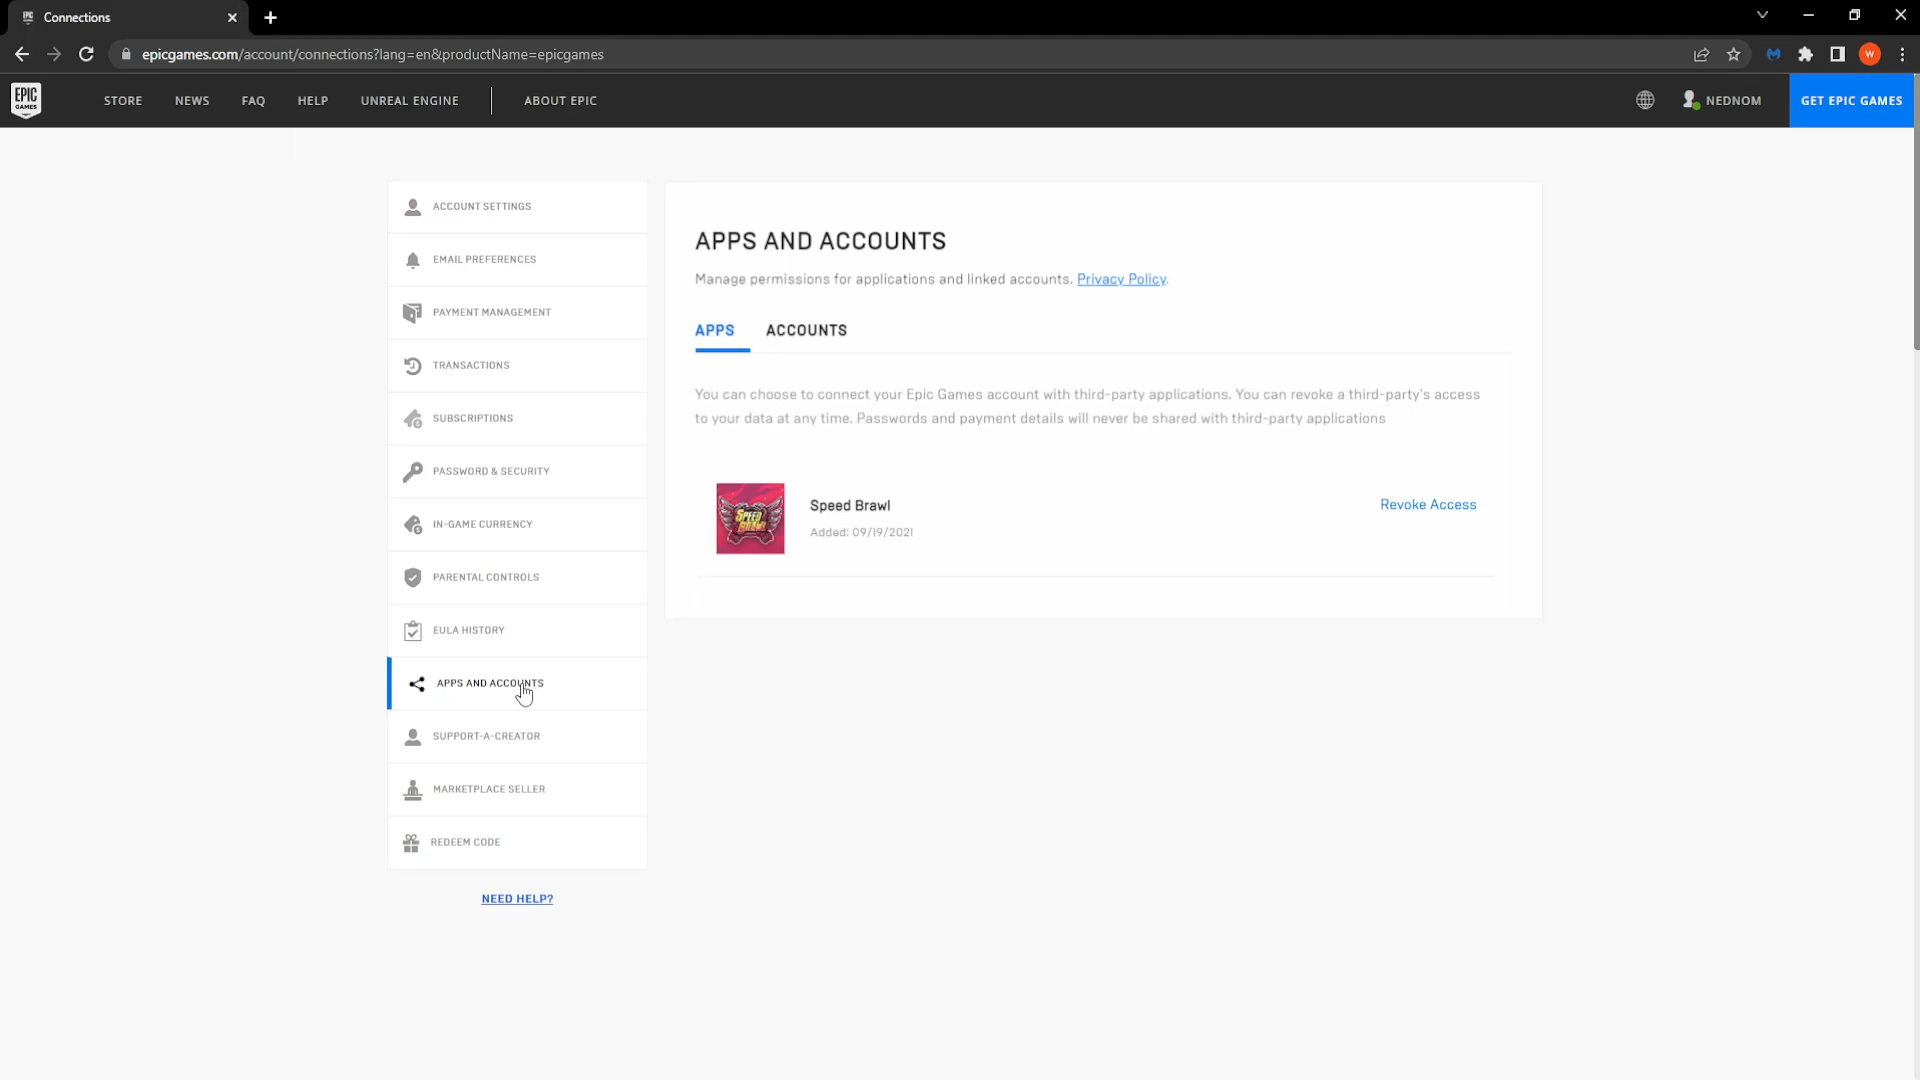 Connections
epicgames.com/account/connections?lang=en&productName=epicgames
W
EPIC GAMES
STORE NEWS FAQ HELP UNREAL ENGINE ABOUT EPIC NEDNOM GET EPIC GAMES
ACCOUNT SETTINGS
EMAIL PREFERENCES
PAYMENT MANAGEMENT
TRANSACTIONS
SUBSCRIPTIONS
PASSWORD & SECURITY
IN-GAME CURRENCY
PARENTAL CONTROLS
EULA HISTORY
APPS AND ACCOUNTS
SUPPORT-A-CREATOR
MARKETPLACE SELLER
REDEEM CODE
NEED HELP?
APPS AND ACCOUNTS
Manage permissions for applications and linked accounts. Privacy Policy.
APPS ACCOUNTS
You can choose to connect your Epic Games account with third-party applications. You can revoke a third-party's access
to your data at any time. Passwords and payment details will never be shared with third-party applications
SPEED BRAWL
Speed Brawl Revoke Access
Added: 09/19/2021